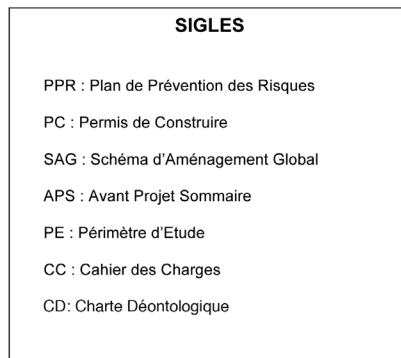 SIGLES
PPR : Plan de Prévention des Risques
PC : Permis de Construire
SAG : Schéma d'Aménagement Global
APS : Avant Projet Sommaire
PE : Périmètre d'Etude
CC : Cahier des Charges
CD: Charte Déontologique